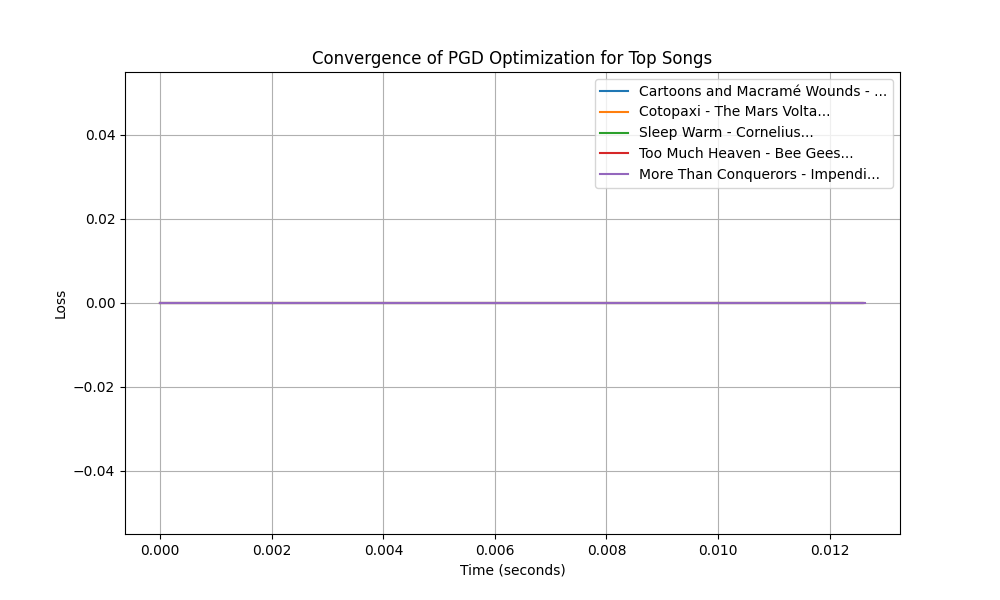 Convergence of PGD Optimization for Top Songs
Cartoons and Macramé Wounds - ...
Cotopaxi - The Mars Volta...
Sleep Warm - Cornelius...
Too Much Heaven - Bee Gees...
More Than Conquerors - Impendi...
0.04
0.02
0.00
−0.02
−0.04
Loss
0.000 0.002 0.004 0.006 0.008 0.010 0.012
Time (seconds)